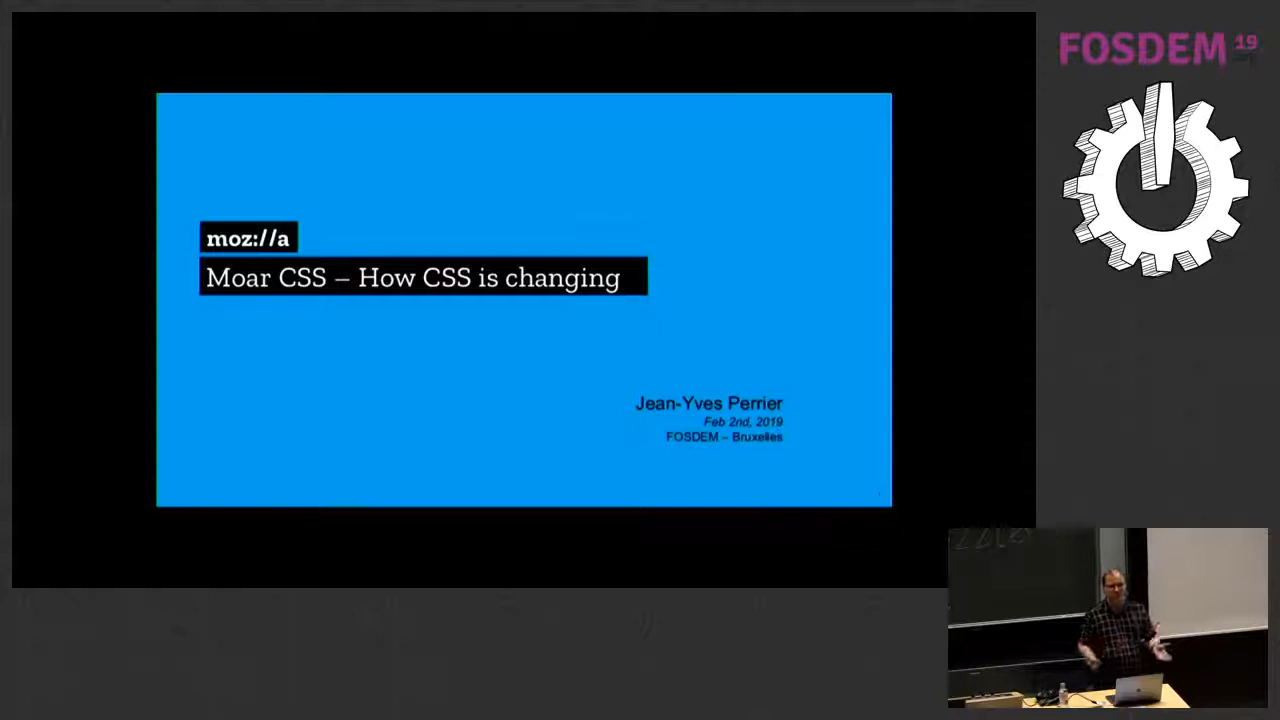 FOSDEM 19
moz://a
Moar CSS – How CSS is changing
Jean-Yves Perrier
Feb 2nd, 2019
FOSDEM – Bruxelles